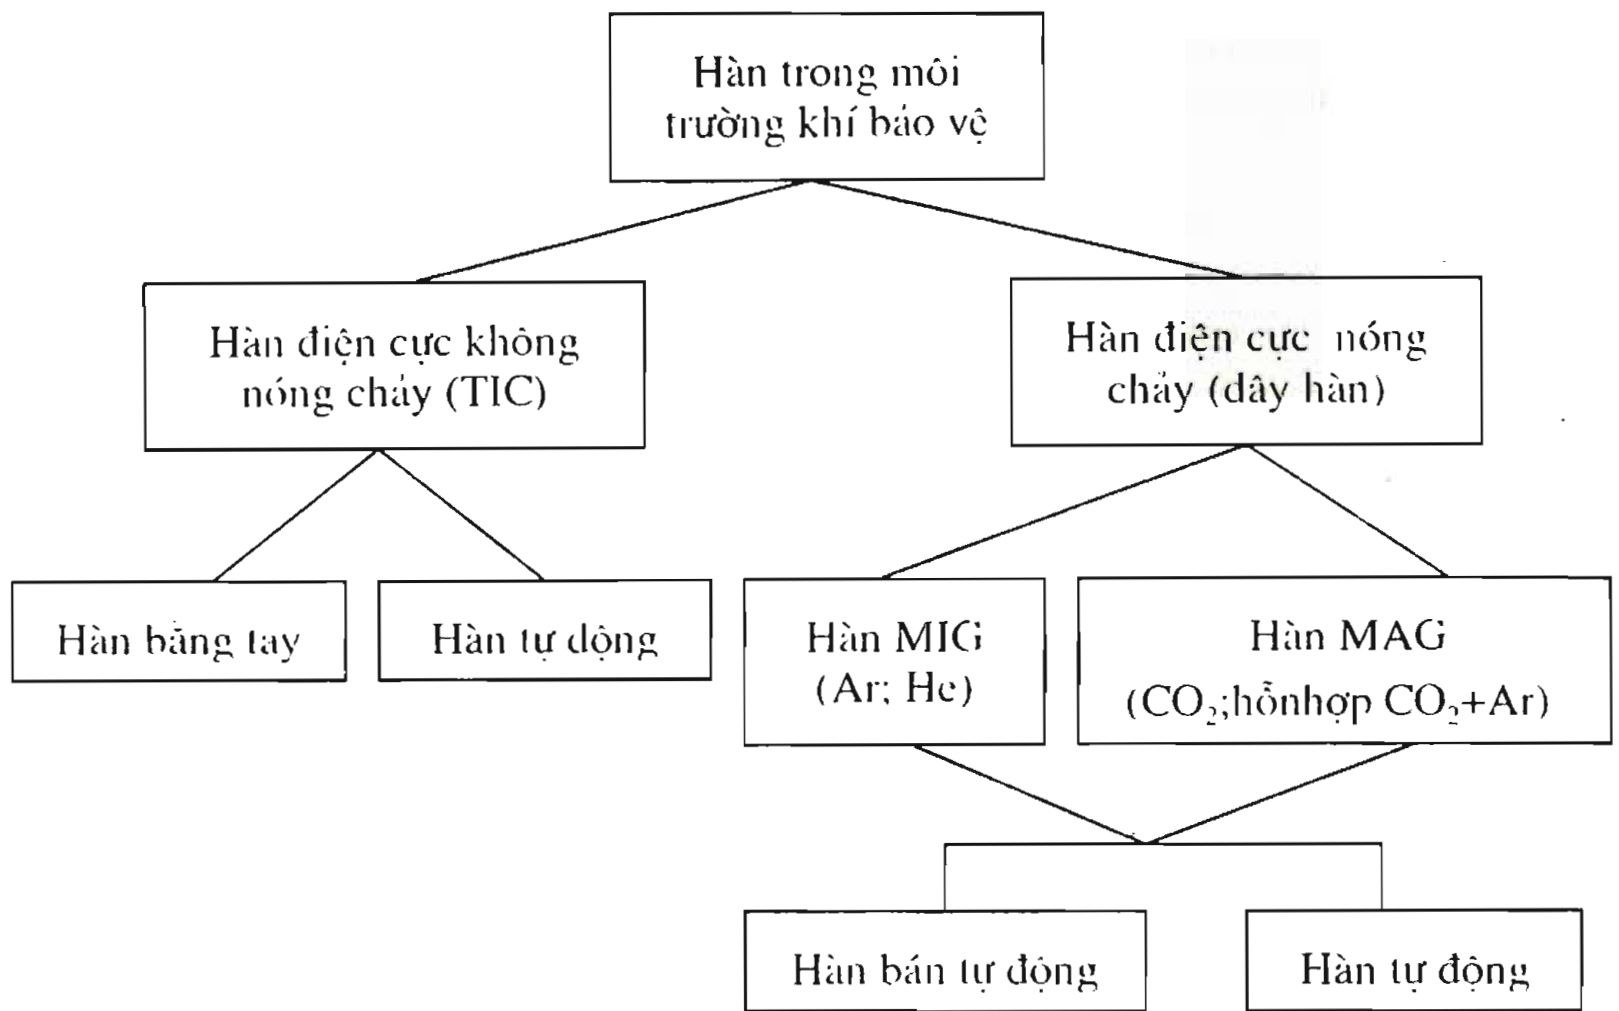 Hàn trong môi
trường khí bảo vệ
Hàn điện cực không
nóng chảy (TIC)
Hàn điện cực nóng
chảy (dây hàn)
Hàn bằng tay
Hàn tự động
Hàn MIG
(Ar; He)
Hàn MAG
(CO₂;hỗnhợp CO₂+Ar)
Hàn bán tự động
Hàn tự động